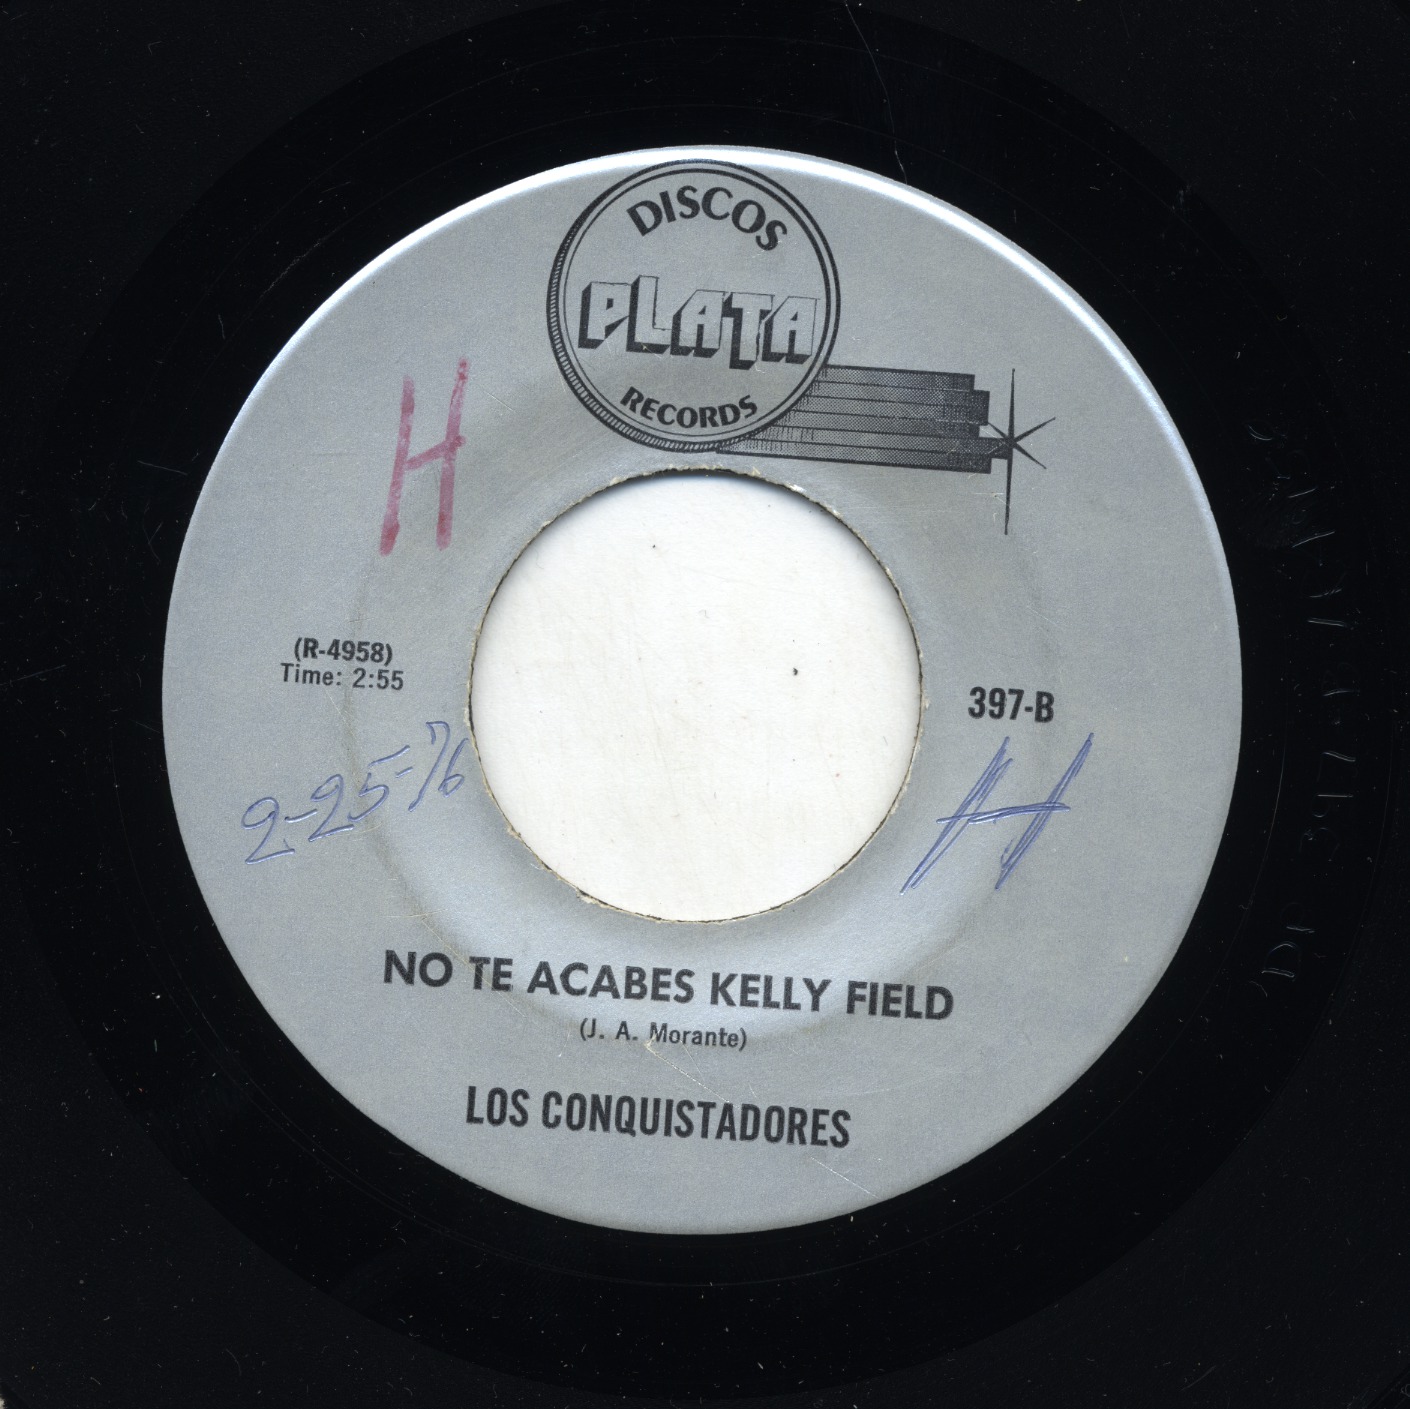 DISCOS
PLATA
RECORDS
H
(R-4958)
Time: 2:55
397-B
2-25-76
H
NO TE ACABES KELLY FIELD
(J. A. Morante)
LOS CONQUISTADORES